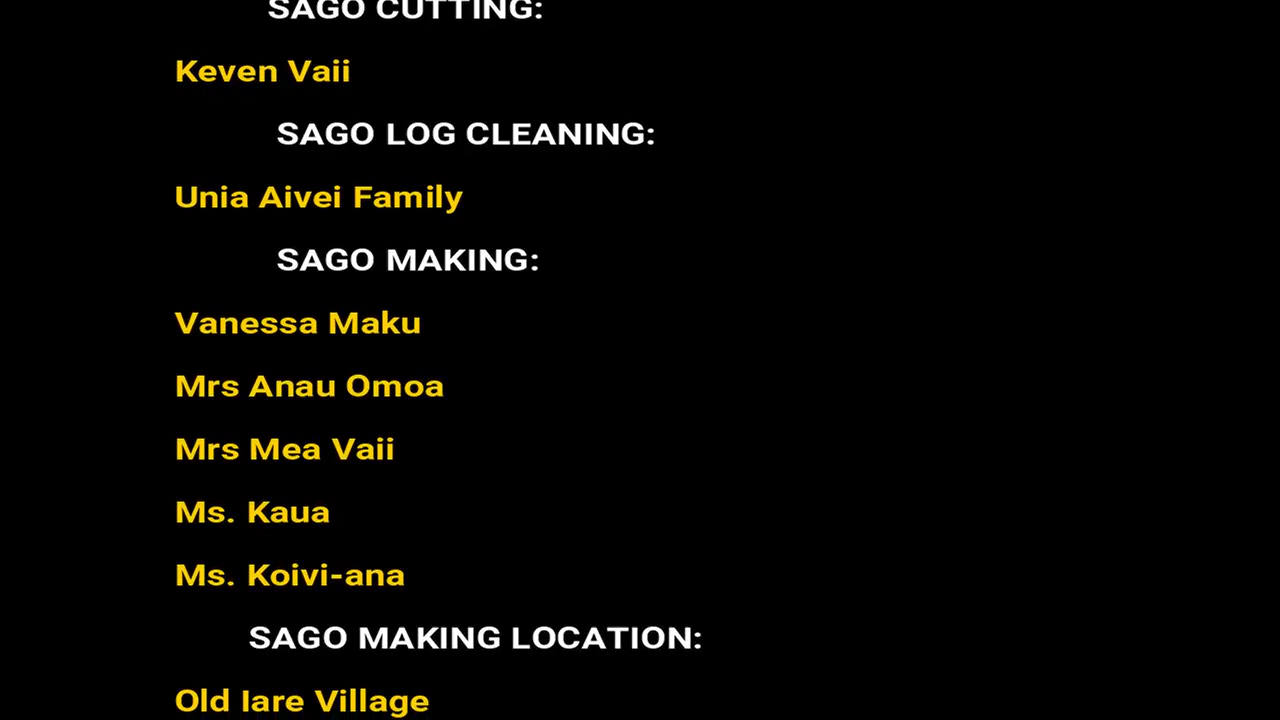 SAGO CUTTING:
Keven Vaii
SAGO LOG CLEANING:
Unia Aivei Family
SAGO MAKING:
Vanessa Maku
Mrs Anau Omoa
Mrs Mea Vaii
Ms. Kaua
Ms. Koivi-ana
SAGO MAKING LOCATION:
Old Iare Village